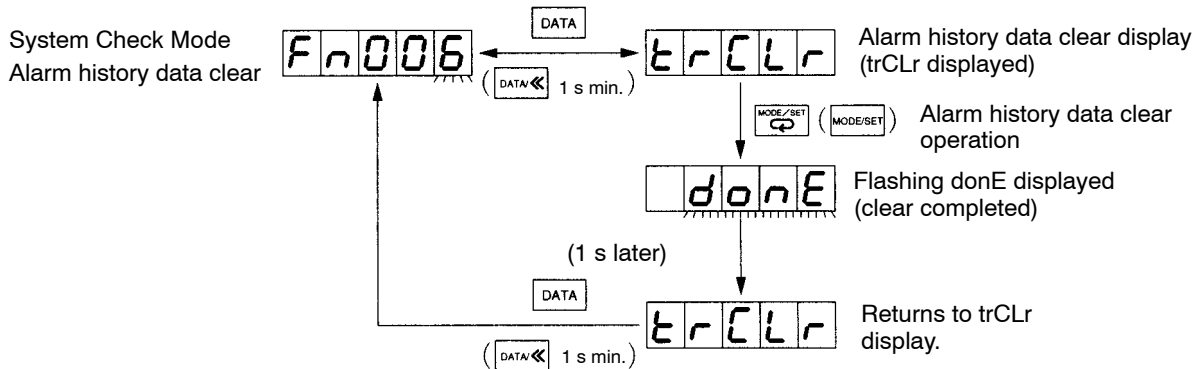 DATA
System Check Mode
Alarm history data clear
Fn006
(DATA/≪ 1 s min.)
trCLr
Alarm history data clear display
(trCLr displayed)
MODE/SET (MODE/SET)
Alarm history data clear
operation
donE
Flashing donE displayed
(clear completed)
(1 s later)
DATA
(DATA/≪ 1 s min.)
trCLr
Returns to trCLr
display.